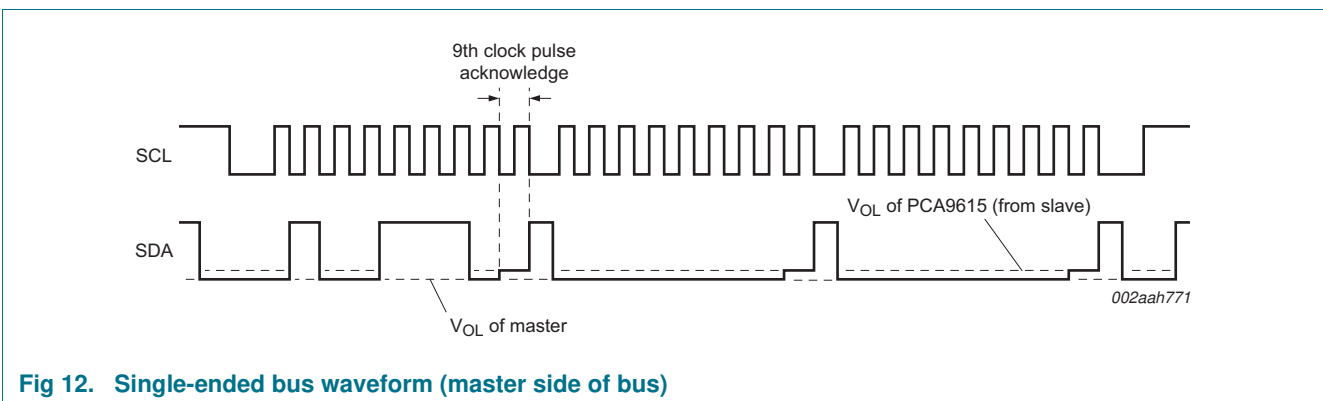 9th clock pulse
acknowledge
SCL
VOL of PCA9615 (from slave)
SDA
002aah771
VOL of master
Fig 12. Single-ended bus waveform (master side of bus)